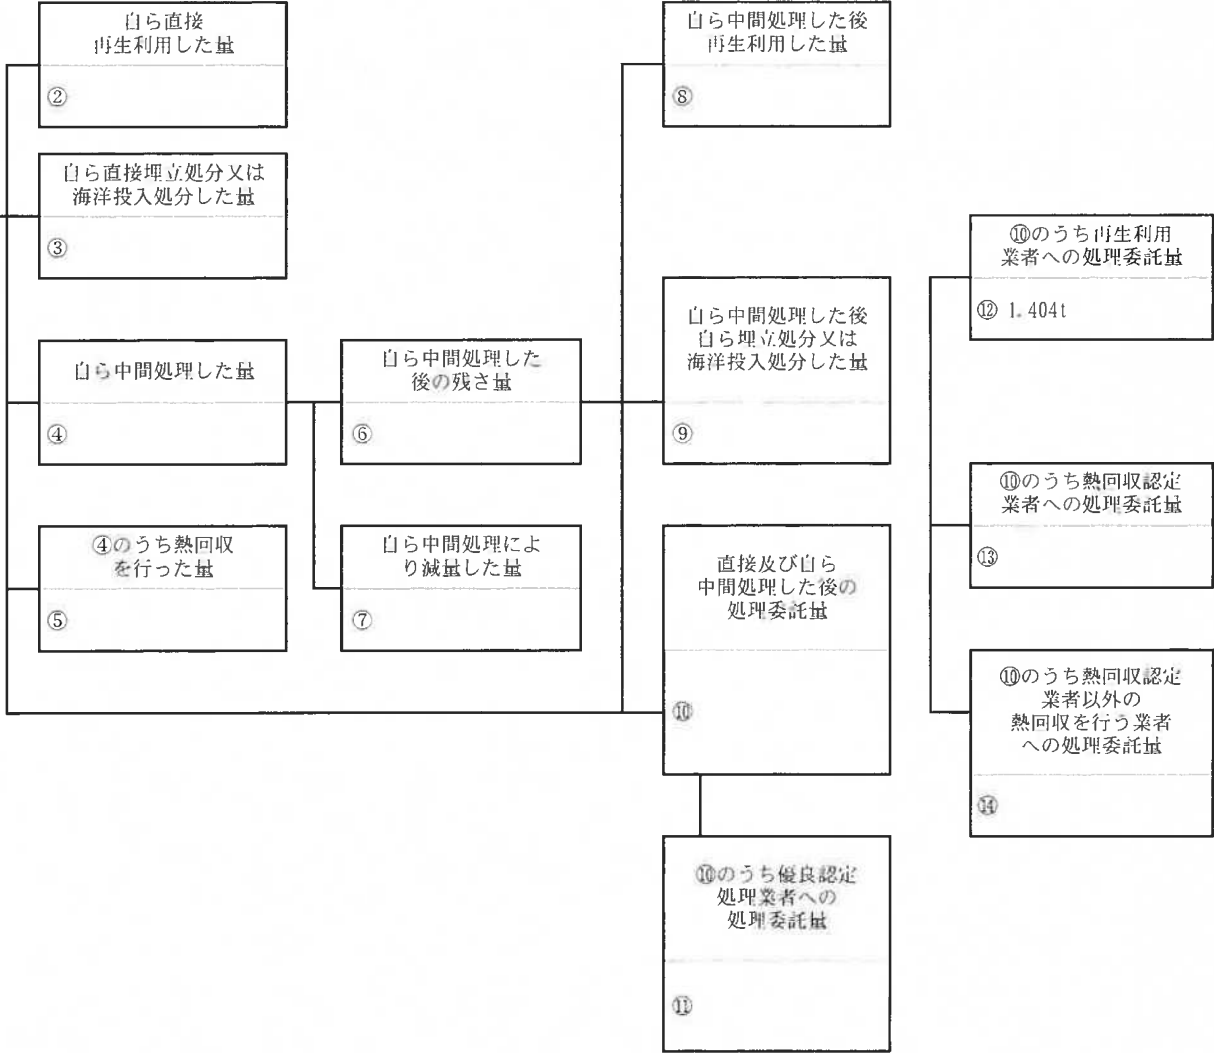 自ら直接
再生利用した量
②
自ら直接埋立処分又は
海洋投入処分した量
③
自ら中間処理した量
④
④のうち熱回収
を行った量
⑤
自ら中間処理した
後の残さ量
⑥
自ら中間処理によ
り減量した量
⑦
自ら中間処理した後
再生利用した量
⑧
自ら中間処理した後
自ら埋立処分又は
海洋投入処分した量
⑨
直接及び自ら
中間処理した後の
処理委託量
⑩
⑩のうち優良認定
処理業者への
処理委託量
⑪
⑩のうち再生利用
業者への処理委託量
⑫ 1.404t
⑩のうち熱回収認定
業者への処理委託量
⑬
⑩のうち熱回収認定
業者以外の
熱回収を行う業者
への処理委託量
⑭